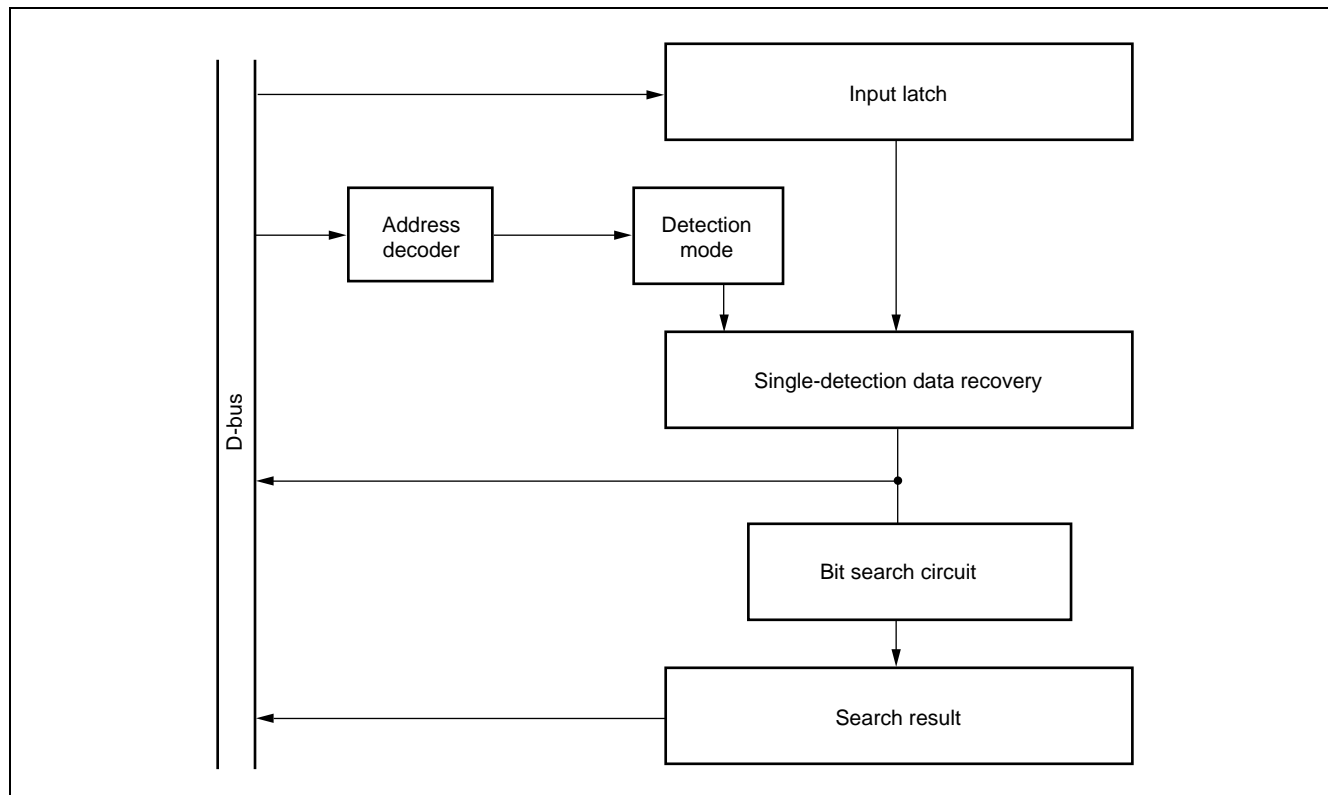 Input latch
Address
decoder
Detection
mode
Single-detection data recovery
D-bus
Bit search circuit
Search result